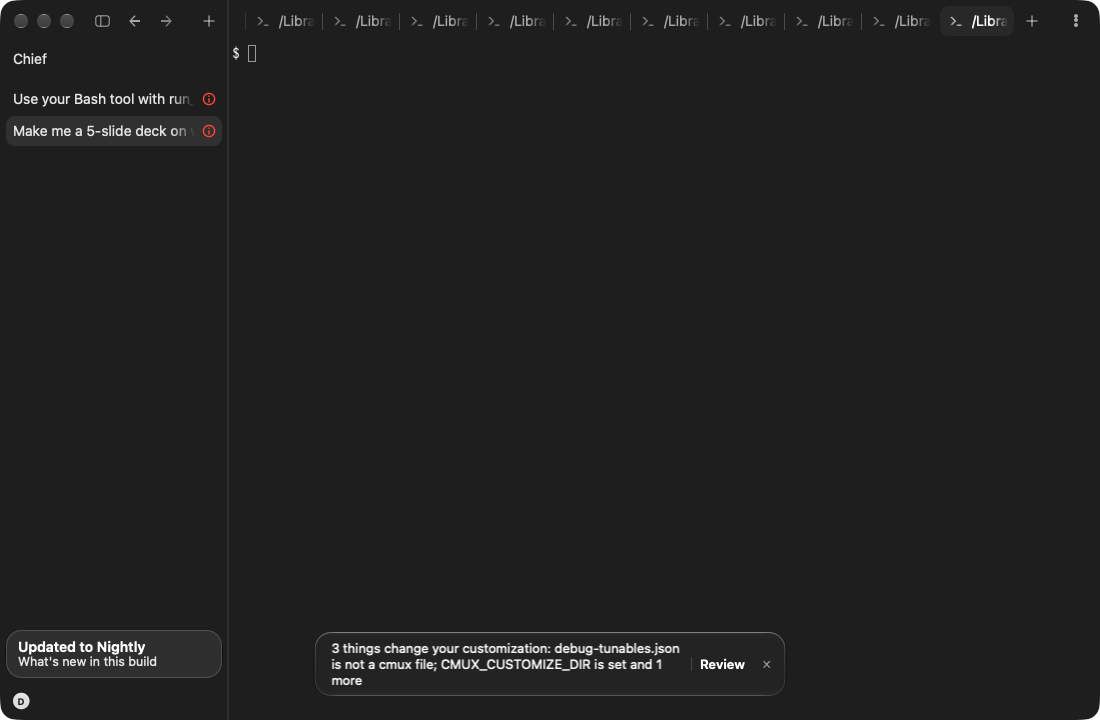 /Libra
/Libra
/Libra
/Libra
/Libra
/Libra
/Libra
/Libra
/Libra
/Libra
Chief
$
Use your Bash tool with run_
Make me a 5-slide deck on
Updated to Nightly
What's new in this build
3 things change your customization: debug-tunables.json
is not a cmux file; CMUX_CUSTOMIZE_DIR is set and 1
more
Review
D